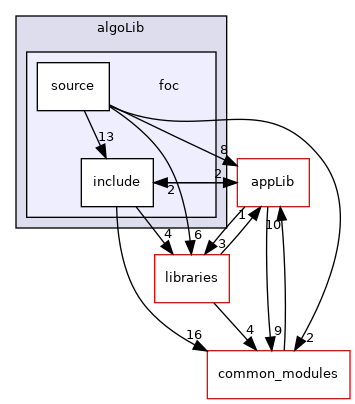 algoLib
source
foc
13
8
include
2
2
appLib
4
6
3
1
10
libraries
16
4
9
2
common_modules